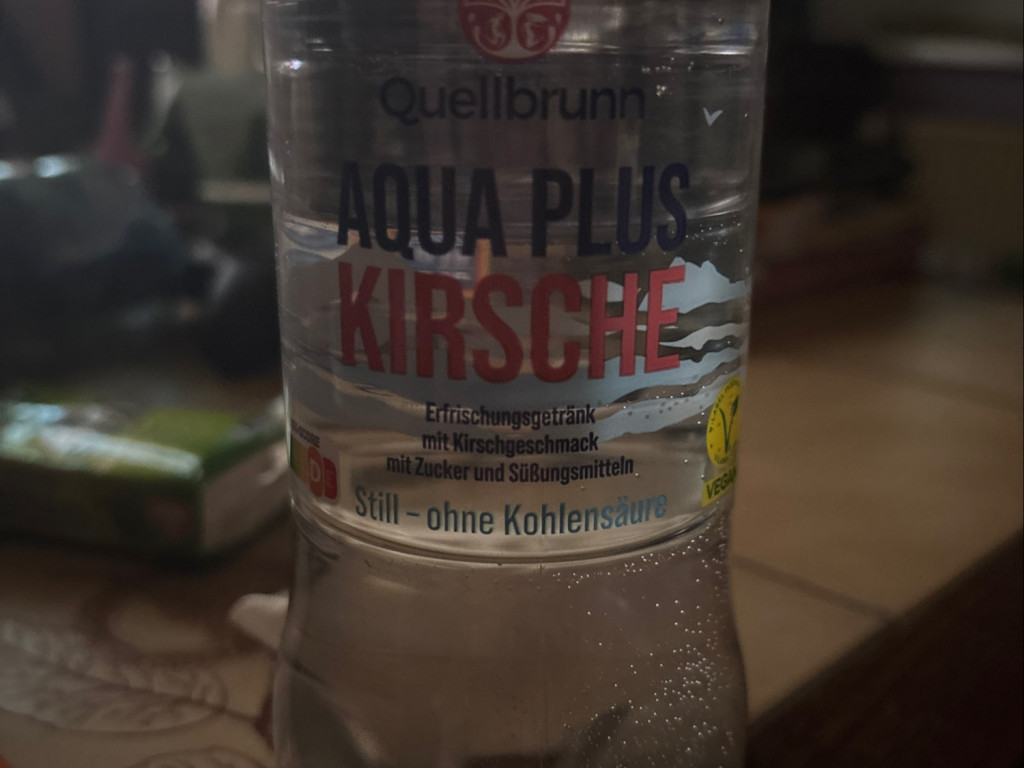 Quellbrunn
AQUA PLUS
KIRSCHE
Erfrischungsgetränk
mit Kirschgeschmack
mit Zucker und Süßungsmitteln
Still – ohne Kohlensäure
D
E
V
VEGAN